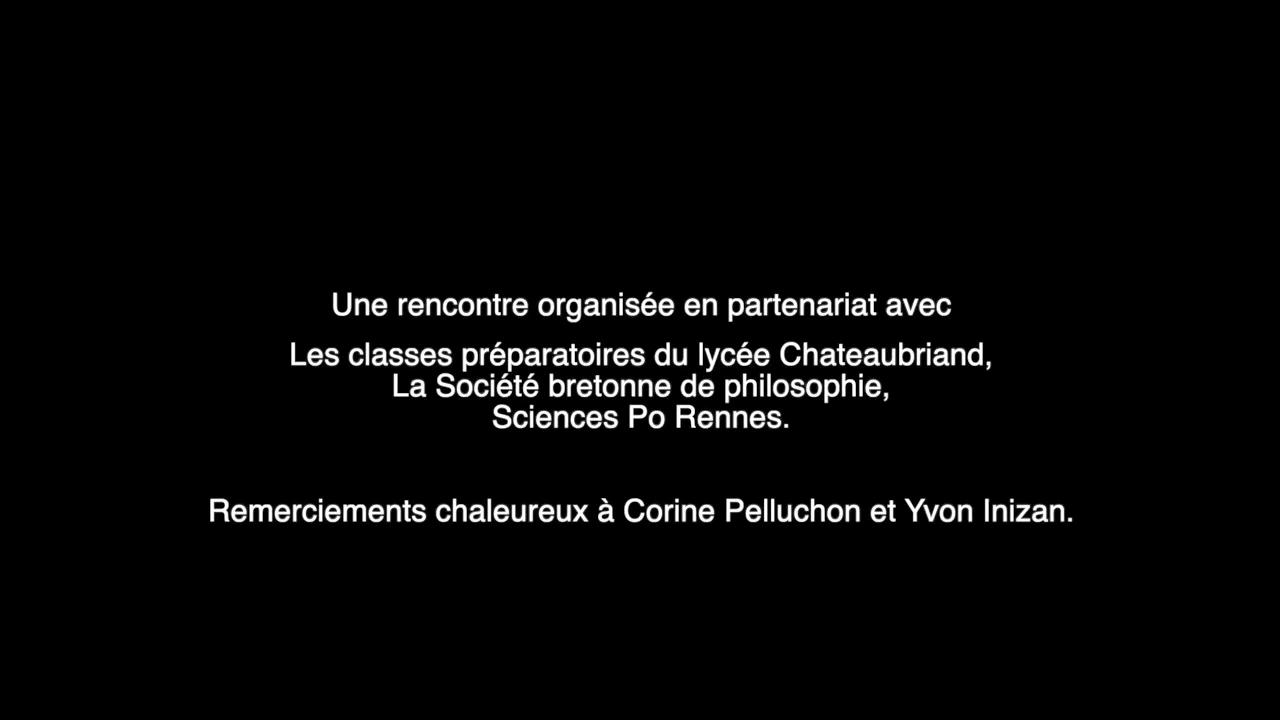 Une rencontre organisée en partenariat avec
Les classes préparatoires du lycée Chateaubriand,
La Société bretonne de philosophie,
Sciences Po Rennes.
Remerciements chaleureux à Corine Pelluchon et Yvon Inizan.